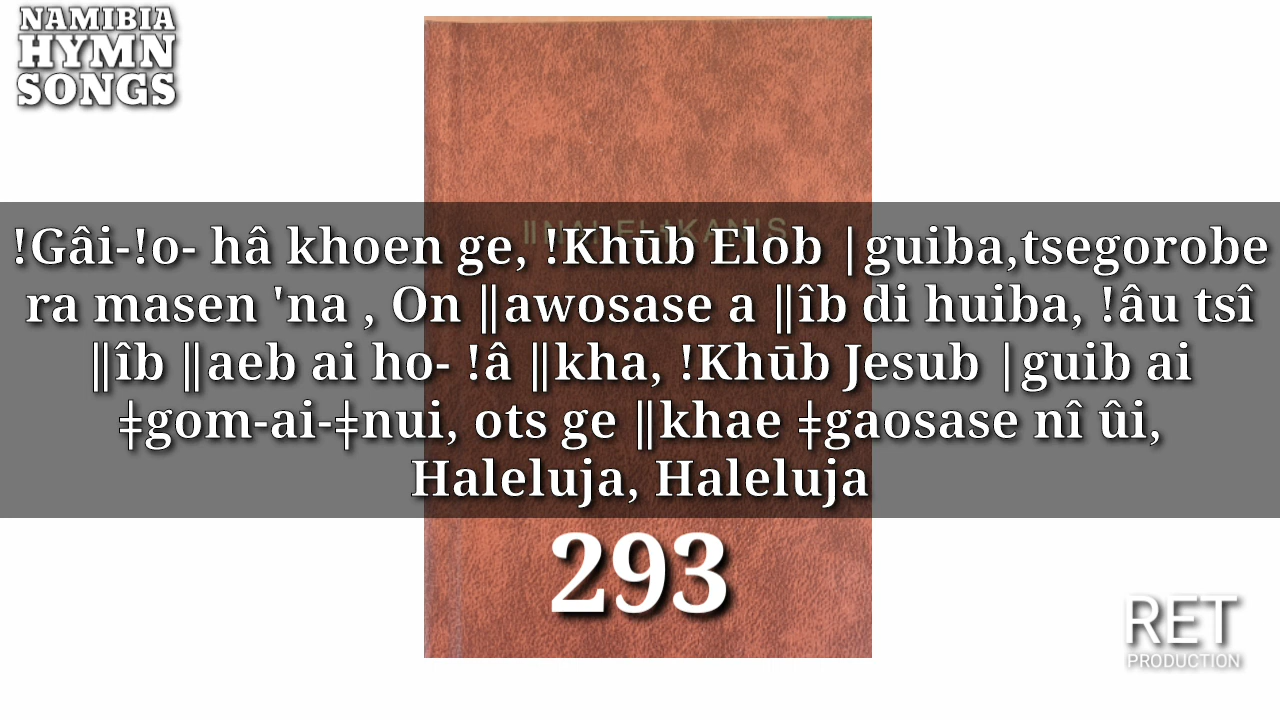 NAMIBIA
HYMN
SONGS
!Gâi-!o- hâ khoen ge, !Khūb Elob |guiba,tsegorobe
ra masen 'na , On ǁawosase a ǁîb di huiba, !âu tsî
ǁîb ǁaeb ai ho- !â ǁkha, !Khūb Jesub |guib ai
ǂgom-ai-ǂnui, ots ge ǁkhae ǂgaosase nî ûi,
Haleluja, Haleluja
293
RET
PRODUCTION